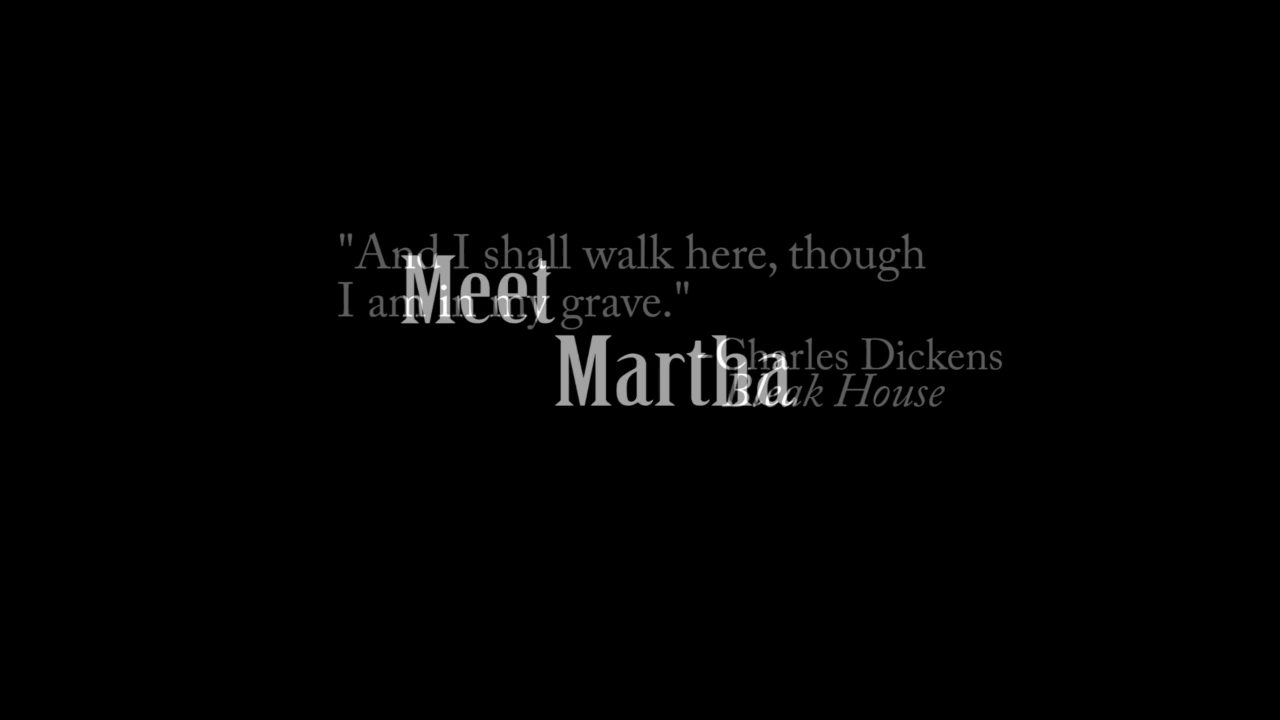 "And I shall walk here, though
I am in my grave."
Meet
Martha
-Charles Dickens
Bleak House